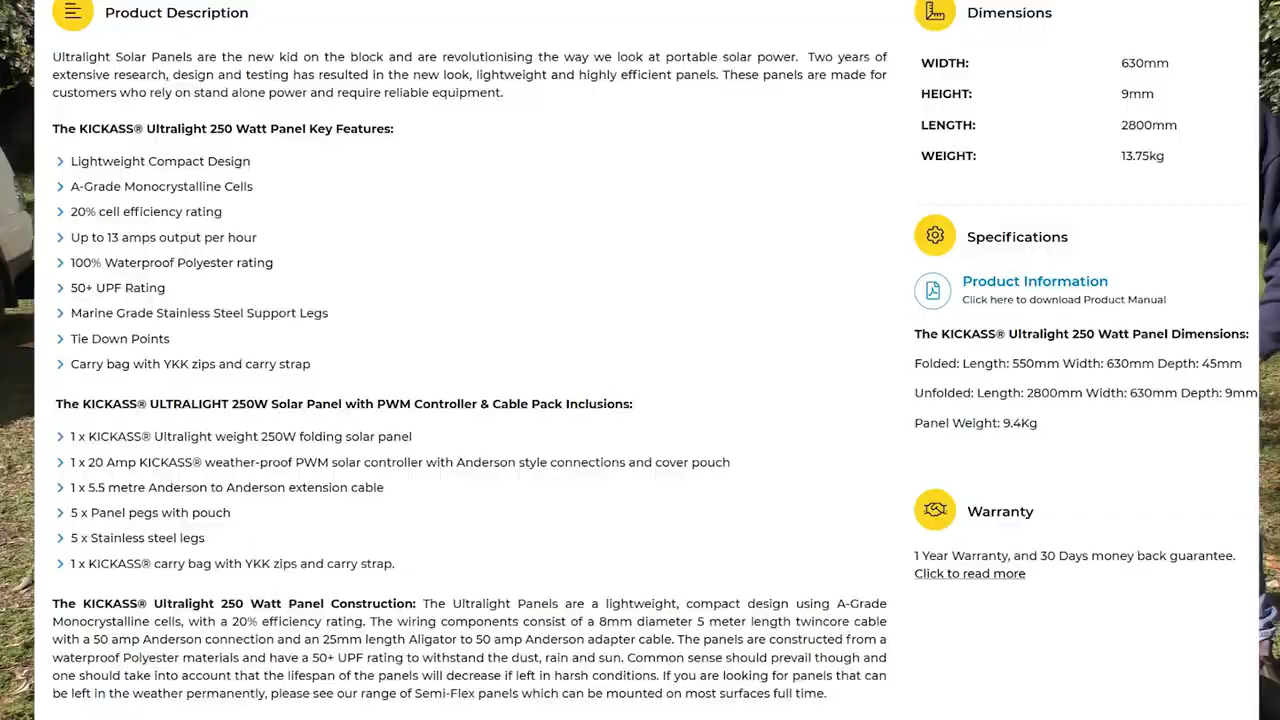 Product Description
Ultralight Solar Panels are the new kid on the block and are revolutionising the way we look at portable solar power. Two years of
extensive research, design and testing has resulted in the new look, lightweight and highly efficient panels. These panels are made for
customers who rely on stand alone power and require reliable equipment.
The KICKASS® Ultralight 250 Watt Panel Key Features:
Lightweight Compact Design
A-Grade Monocrystalline Cells
20% cell efficiency rating
Up to 13 amps output per hour
100% Waterproof Polyester rating
50+ UPF Rating
Marine Grade Stainless Steel Support Legs
Tie Down Points
Carry bag with YKK zips and carry strap
The KICKASS® ULTRALIGHT 250W Solar Panel with PWM Controller & Cable Pack Inclusions:
1 x KICKASS® Ultralight weight 250W folding solar panel
1 x 20 Amp KICKASS® weather-proof PWM solar controller with Anderson style connections and cover pouch
1 x 5.5 metre Anderson to Anderson extension cable
5 x Panel pegs with pouch
5 x Stainless steel legs
1 x KICKASS® carry bag with YKK zips and carry strap.
The KICKASS® Ultralight 250 Watt Panel Construction: The Ultralight Panels are a lightweight, compact design using A-Grade
Monocrystalline cells, with a 20% efficiency rating. The wiring components consist of a 8mm diameter 5 meter length twincore cable
with a 50 amp Anderson connection and an 25mm length Aligator to 50 amp Anderson adapter cable. The panels are constructed from a
waterproof Polyester materials and have a 50+ UPF rating to withstand the dust, rain and sun. Common sense should prevail though and
one should take into account that the lifespan of the panels will decrease if left in harsh conditions. If you are looking for panels that can
be left in the weather permanently, please see our range of Semi-Flex panels which can be mounted on most surfaces full time.
Dimensions
WIDTH: 630mm
HEIGHT: 9mm
LENGTH: 2800mm
WEIGHT: 13.75kg
Specifications
Product Information
Click here to download Product Manual
The KICKASS® Ultralight 250 Watt Panel Dimensions:
Folded: Length: 550mm Width: 630mm Depth: 45mm
Unfolded: Length: 2800mm Width: 630mm Depth: 9mm
Panel Weight: 9.4Kg
Warranty
1 Year Warranty, and 30 Days money back guarantee.
Click to read more